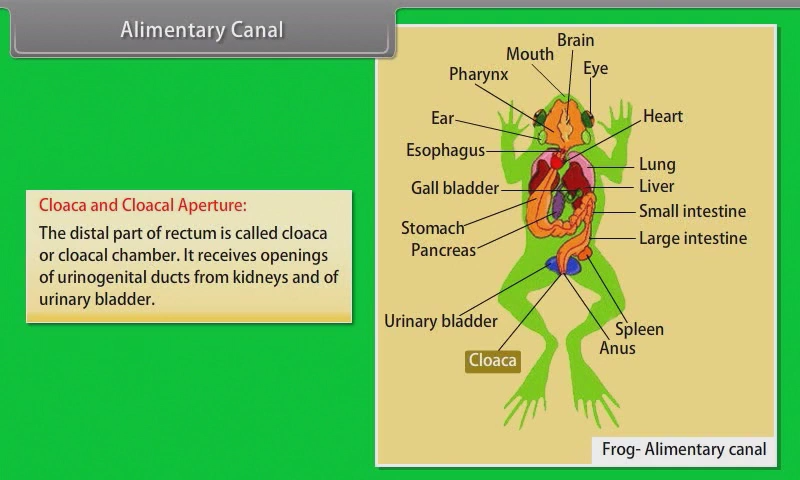 Alimentary Canal
Cloaca and Cloacal Aperture:
The distal part of rectum is called cloaca
or cloacal chamber. It receives openings
of urinogenital ducts from kidneys and of
urinary bladder.
Brain
Mouth
Eye
Pharynx
Ear
Heart
Esophagus
Lung
Gall bladder
Liver
Small intestine
Stomach
Large intestine
Pancreas
Urinary bladder
Spleen
Anus
Cloaca
Frog- Alimentary canal